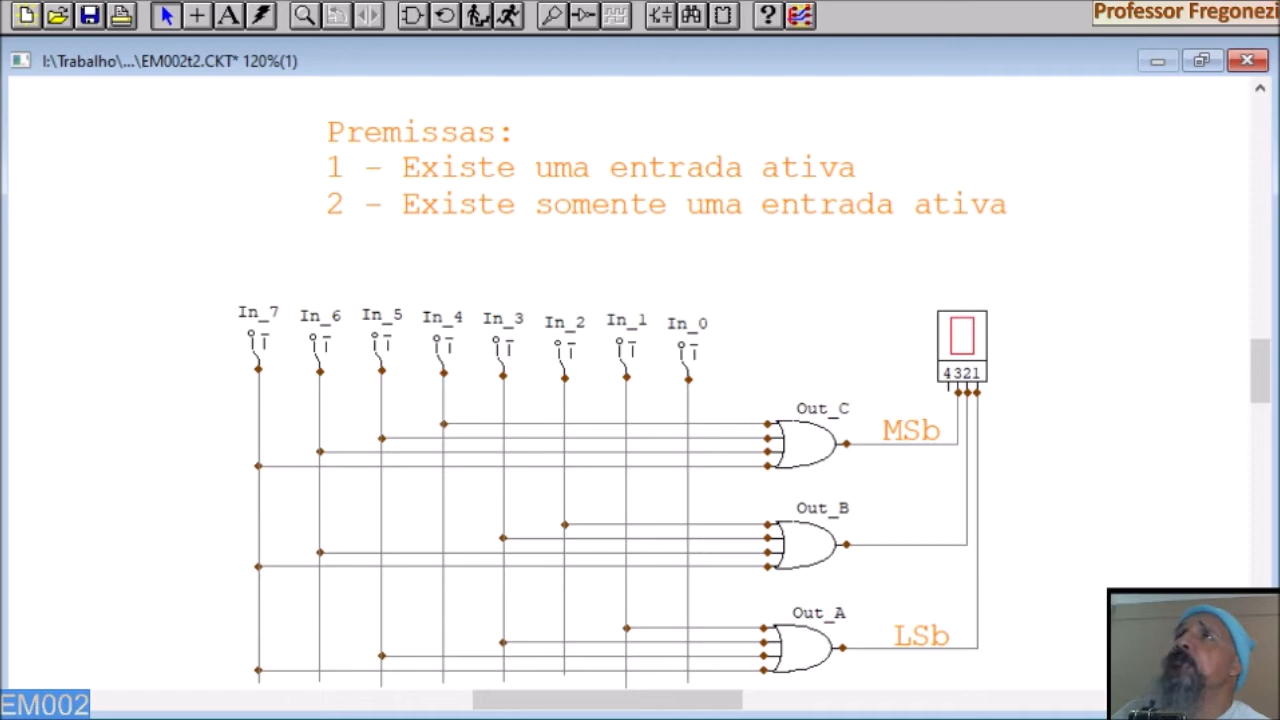 Professor Fregonezi
I:\Trabalho\...\EM002t2.CKT* 120%(1)
Premissas:
1 - Existe uma entrada ativa
2 - Existe somente uma entrada ativa
In_7 In_6 In_5 In_4 In_3 In_2 In_1 In_0
4321
Out_C
MSb
Out_B
Out_A
LSb
EM002